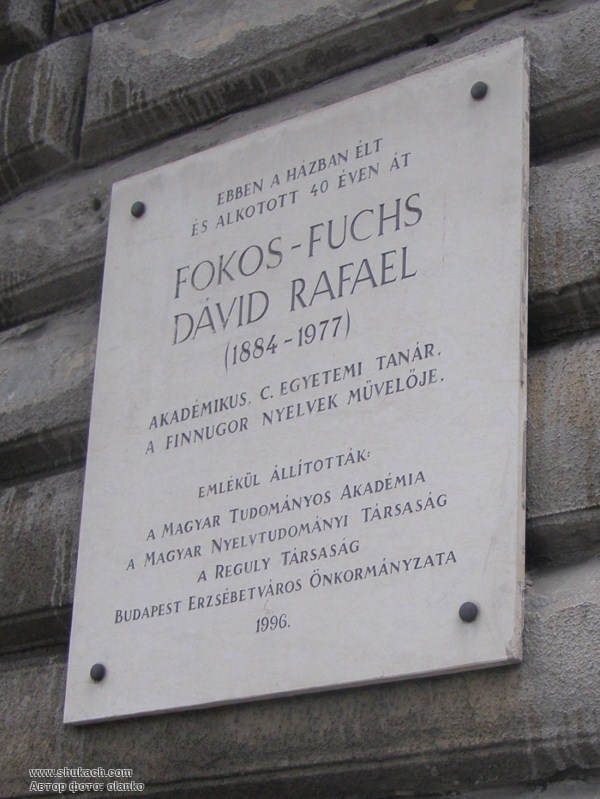 EBBEN A HÁZBAN ÉLT
ÉS ALKOTOTT 40 ÉVEN ÁT
FOKOS-FUCHS
DÁVID RAFAEL
(1884-1977)
AKADÉMIKUS, C. EGYETEMI TANÁR.
A FINNUGOR NYELVEK MŰVELŐJE.
EMLÉKÜL ÁLLÍTOTTÁK:
A MAGYAR TUDOMÁNYOS AKADÉMIA
A MAGYAR NYELVTUDOMÁNYI TÁRSASÁG
A REGULY TÁRSASÁG
BUDAPEST ERZSÉBETVÁROS ÖNKORMÁNYZATA
1996.
www.shukach.com
Автор фото: olanko